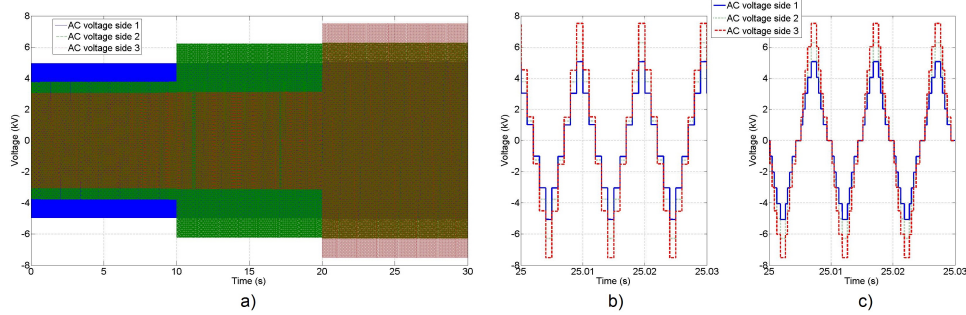 AC voltage side 1
AC voltage side 2
AC voltage side 3
Voltage (kV)
8
6
4
2
0
-2
-4
-6
-8
0
5
10
15
20
25
30
Time (s)
a)
Voltage (kV)
8
6
4
2
0
-2
-4
-6
-8
25
25.01
25.02
25.03
Time (s)
b)
AC voltage side 1
AC voltage side 2
AC voltage side 3
Voltage (kV)
8
6
4
2
0
-2
-4
-6
-8
25
25.01
25.02
25.03
Time (s)
c)